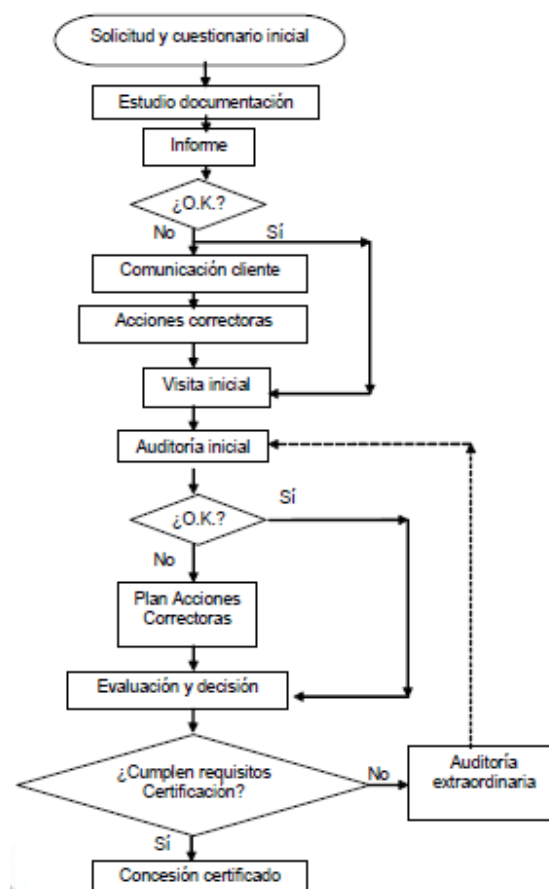 Solicitud y cuestionario inicial
Estudio documentación
Informe
¿O.K.?
No
Sí
Comunicación cliente
Acciones correctoras
Visita inicial
Auditoría inicial
Sí
¿O.K.?
No
Plan Acciones
Correctoras
Evaluación y decisión
¿Cumplen requisitos
Certificación?
No
Auditoría
extraordinaria
Sí
Concesión certificado